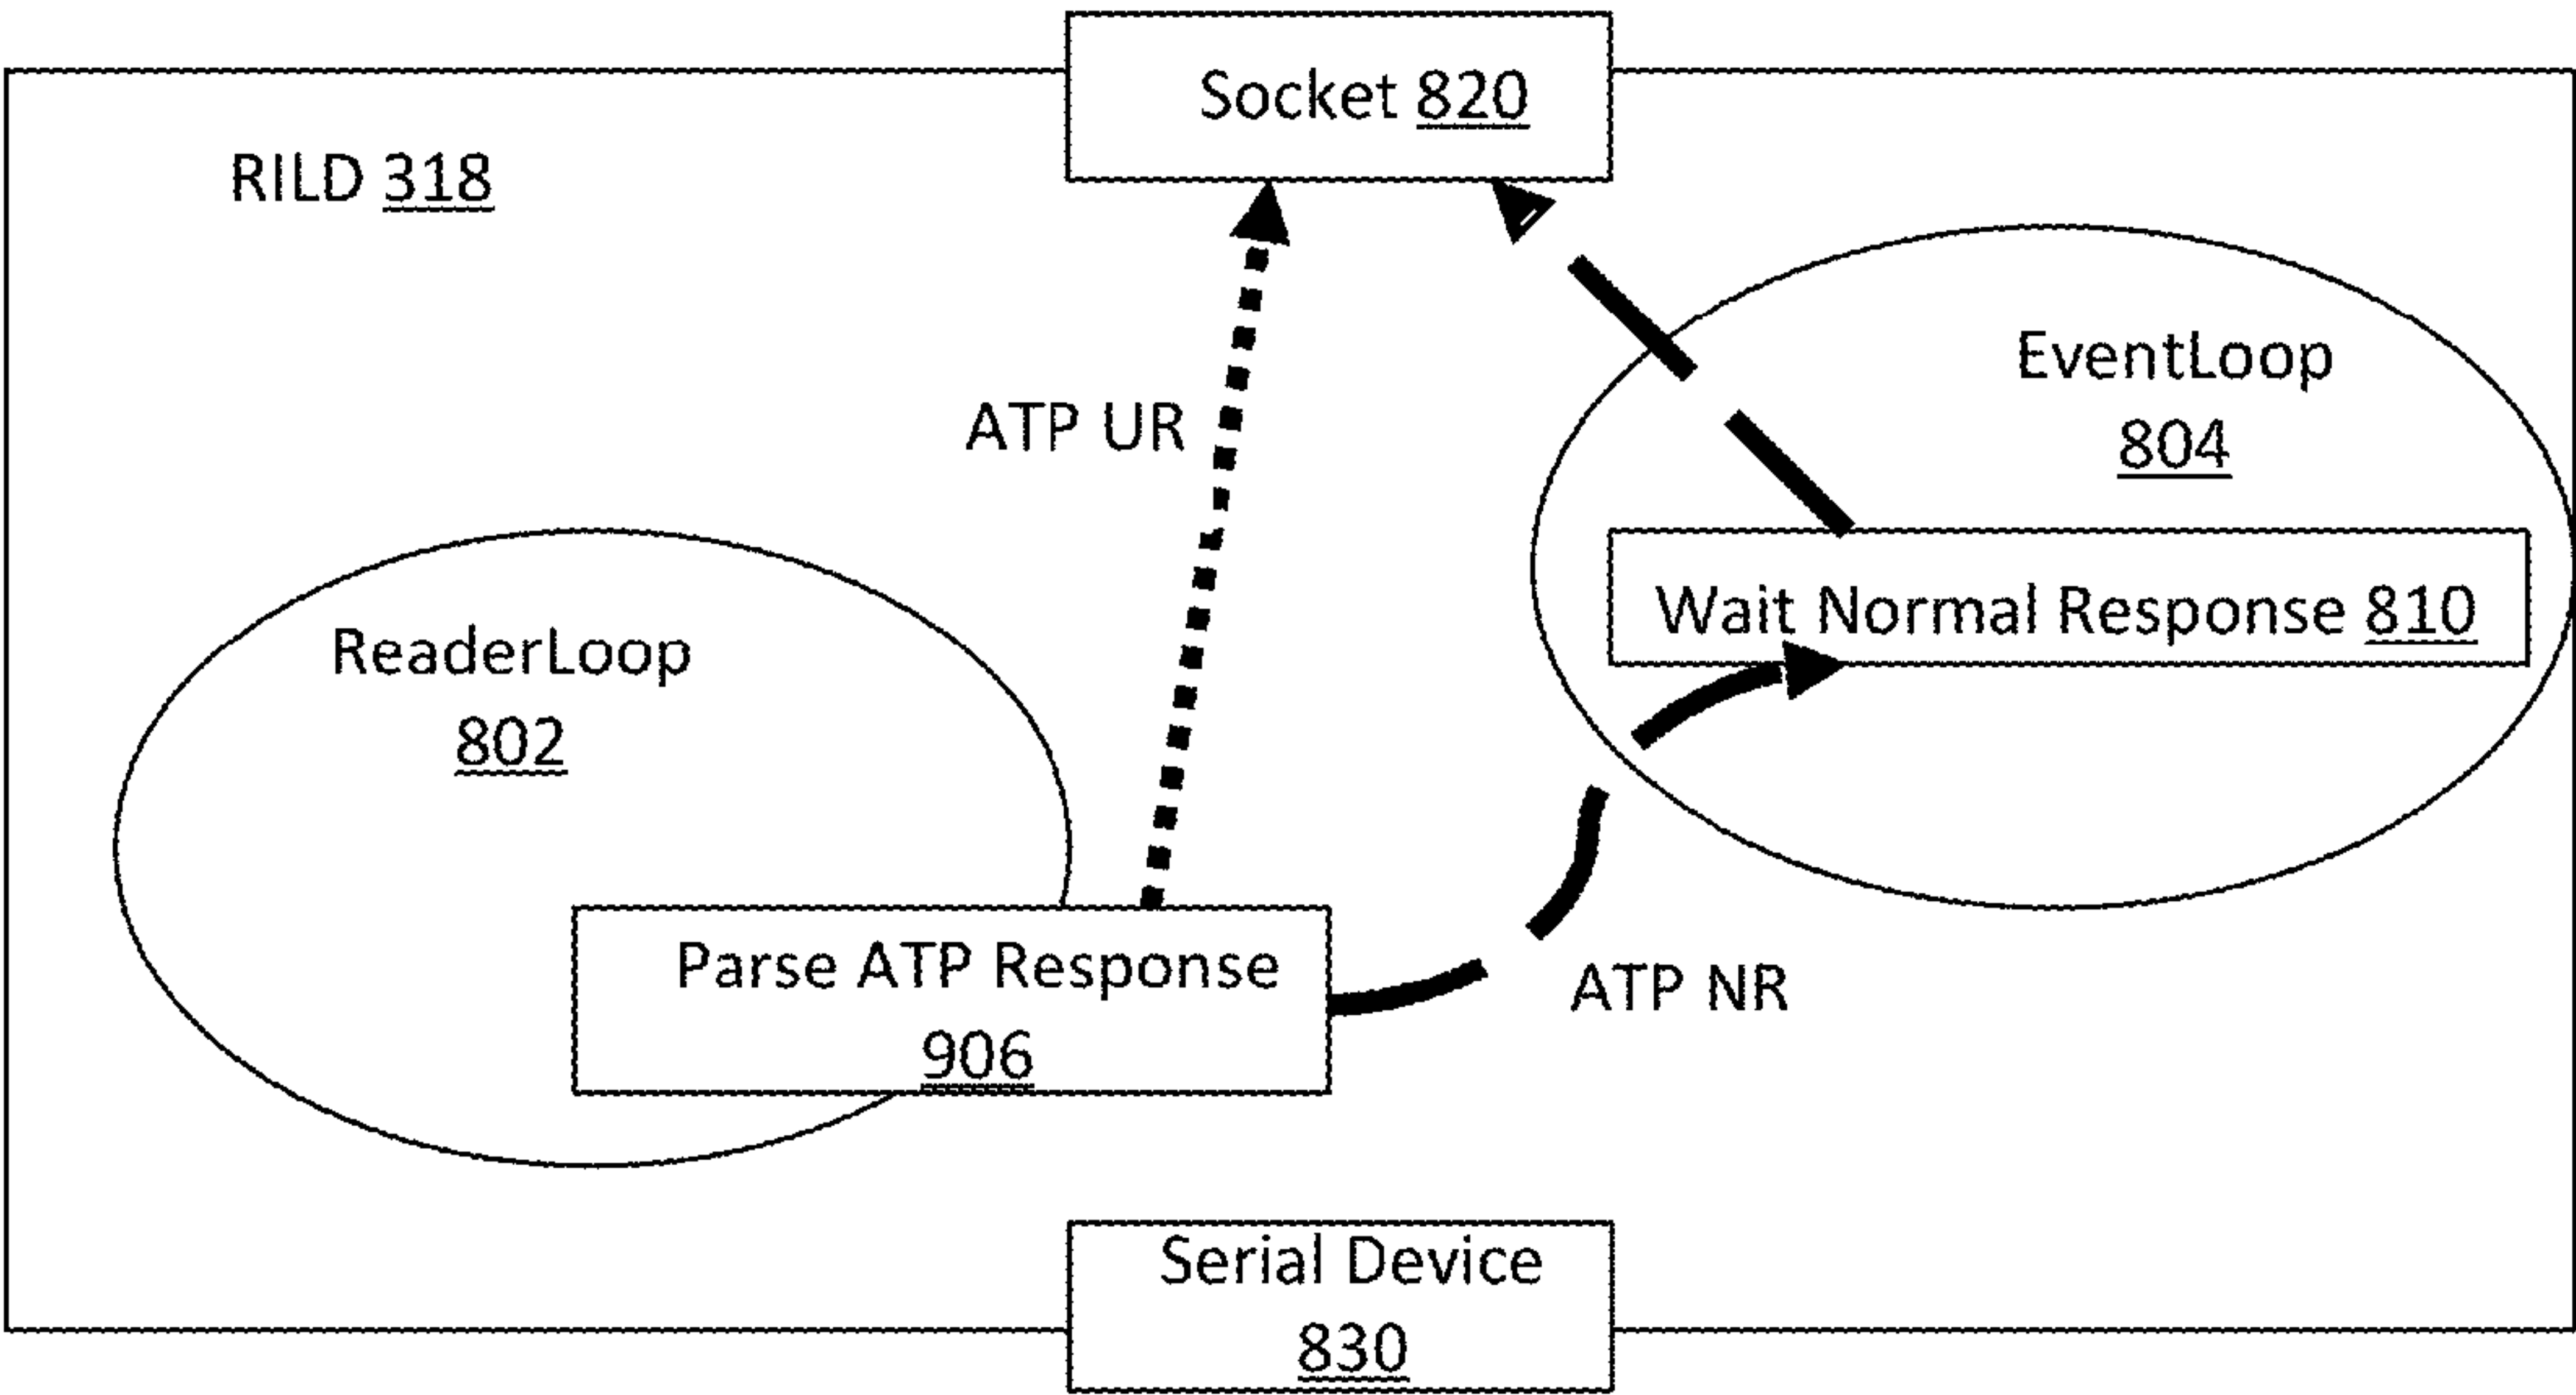 Socket 820
RILD 318
EventLoop
804
ATP UR
Wait Normal Response 810
ReaderLoop
802
Parse ATP Response
906
ATP NR
Serial Device
830